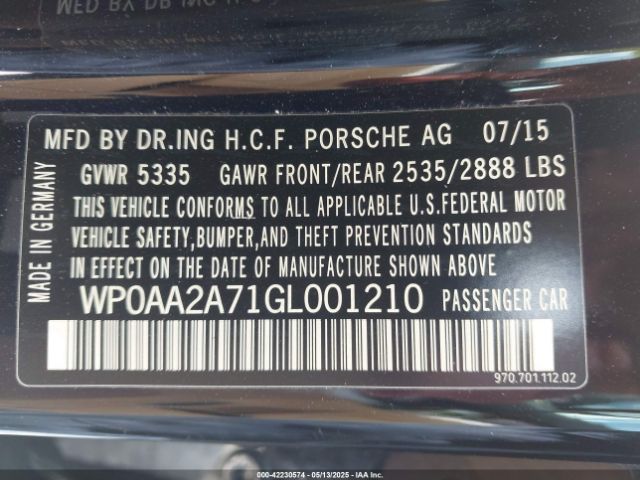 MFD BY DR.ING H.C.F. PORSCHE AG 07/15
GVWR 5335 GAWR FRONT/REAR 2535/2888 LBS
THIS VEHICLE CONFORMS TO ALL APPLICABLE U.S.FEDERAL MOTOR
VEHICLE SAFETY,BUMPER,AND THEFT PREVENTION STANDARDS
IN EFFECT ON THE DATE OF MANUFACTURE SHOWN ABOVE.
WP0AA2A71GL001210 PASSENGER CAR
MADE IN GERMANY
970.701.112.02
000-42230574 - 05/13/2025 - IAAI.COM